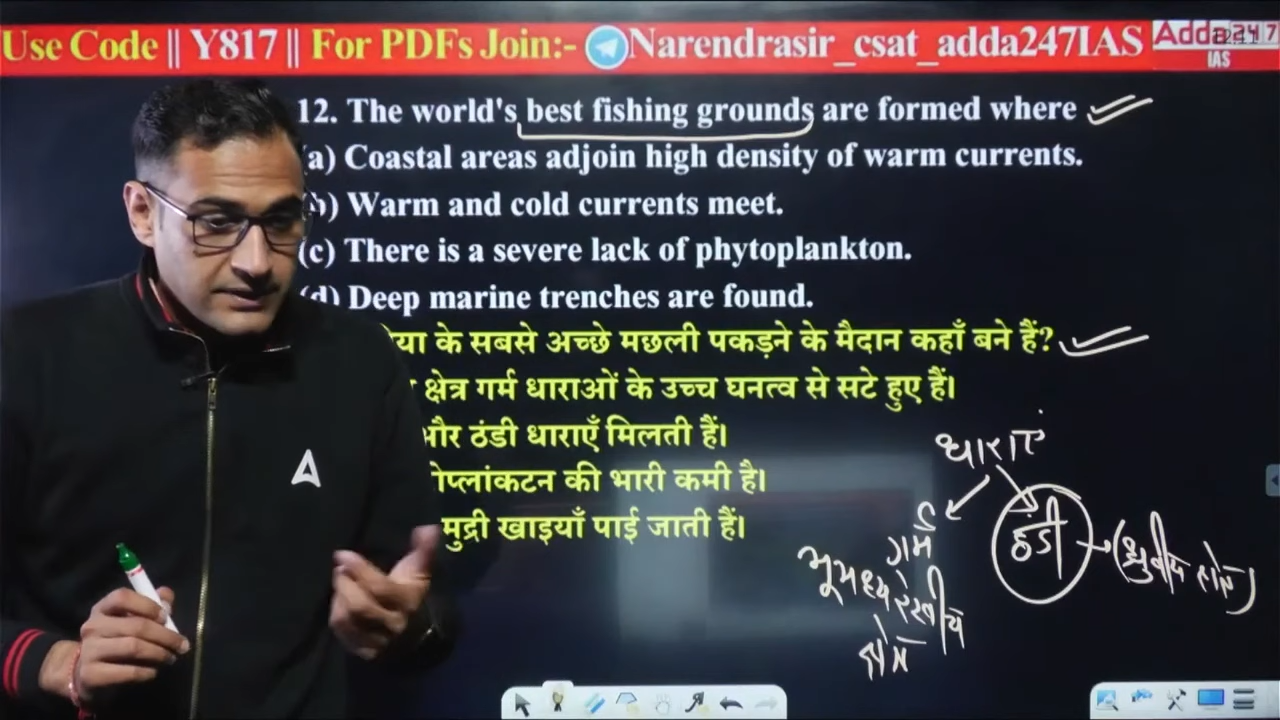 Use Code || Y817 || For PDFs Join:- Narendrasir_csat_adda247IAS
Adda247
IAS
12. The world's best fishing grounds are formed where
(a) Coastal areas adjoin high density of warm currents.
) Warm and cold currents meet.
(c) There is a severe lack of phytoplankton.
(d) Deep marine trenches are found.
के सबसे अच्छे मछली पकड़ने के मैदान कहाँ बने हैं?
क्षेत्र गर्म धाराओं के उच्च घनत्व से सटे हुए हैं।
और ठंडी धाराएँ मिलती हैं।
की भारी कमी है।
खाइयाँ पाई जाती हैं।
धाराएं
गर्म
ठंडी
भूमध्य रेखीय